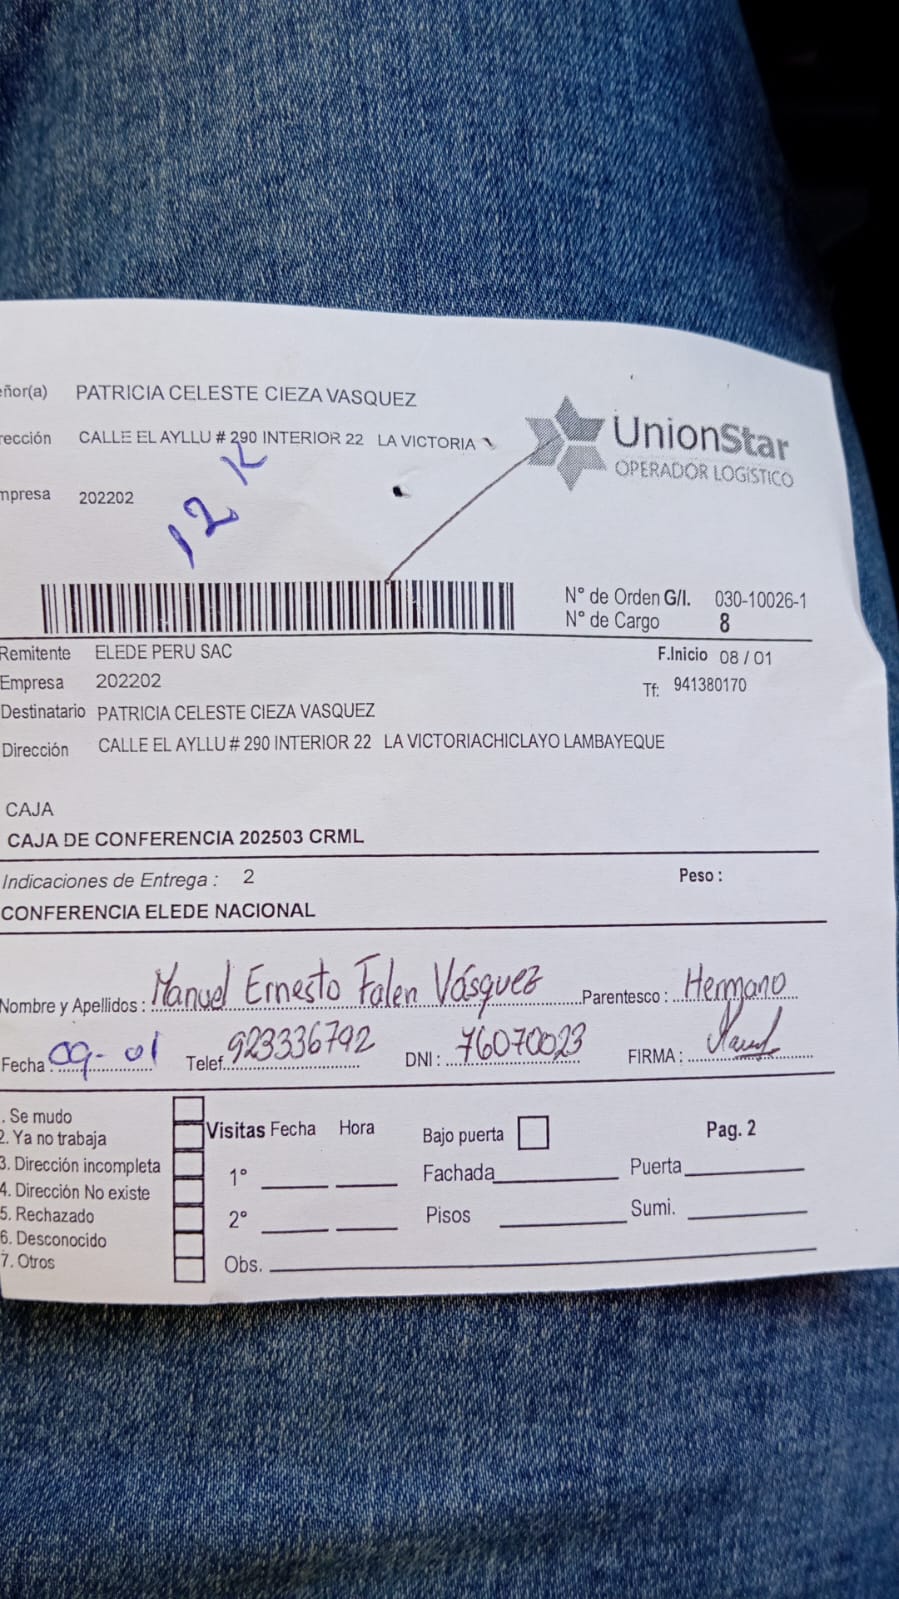 eñor(a) PATRICIA CELESTE CIEZA VASQUEZ
rección CALLE EL AYLLU # 290 INTERIOR 22 LA VICTORIA
UnionStar
OPERADOR LOGíSTICO
mpresa 202202
12 K
N° de Orden G/I. 030-10026-1
N° de Cargo 8
Remitente ELEDE PERU SAC
F.Inicio 08 / 01
Empresa 202202
Tf: 941380170
Destinatario PATRICIA CELESTE CIEZA VASQUEZ
Dirección CALLE EL AYLLU # 290 INTERIOR 22 LA VICTORIACHICLAYO LAMBAYEQUE
CAJA
CAJA DE CONFERENCIA 202503 CRML
Indicaciones de Entrega : 2 Peso :
CONFERENCIA ELEDE NACIONAL
Nombre y Apellidos : Manuel Ernesto Falen Vásquez Parentesco : Hermano
Fecha 09-01 Telef. 923336792 DNI : 76070023 FIRMA :
. Se mudo
2. Ya no trabaja
3. Dirección incompleta
4. Dirección No existe
5. Rechazado
6. Desconocido
7. Otros
Visitas Fecha Hora Bajo puerta Pag. 2
1° Fachada Puerta
2° Pisos Sumi.
Obs.